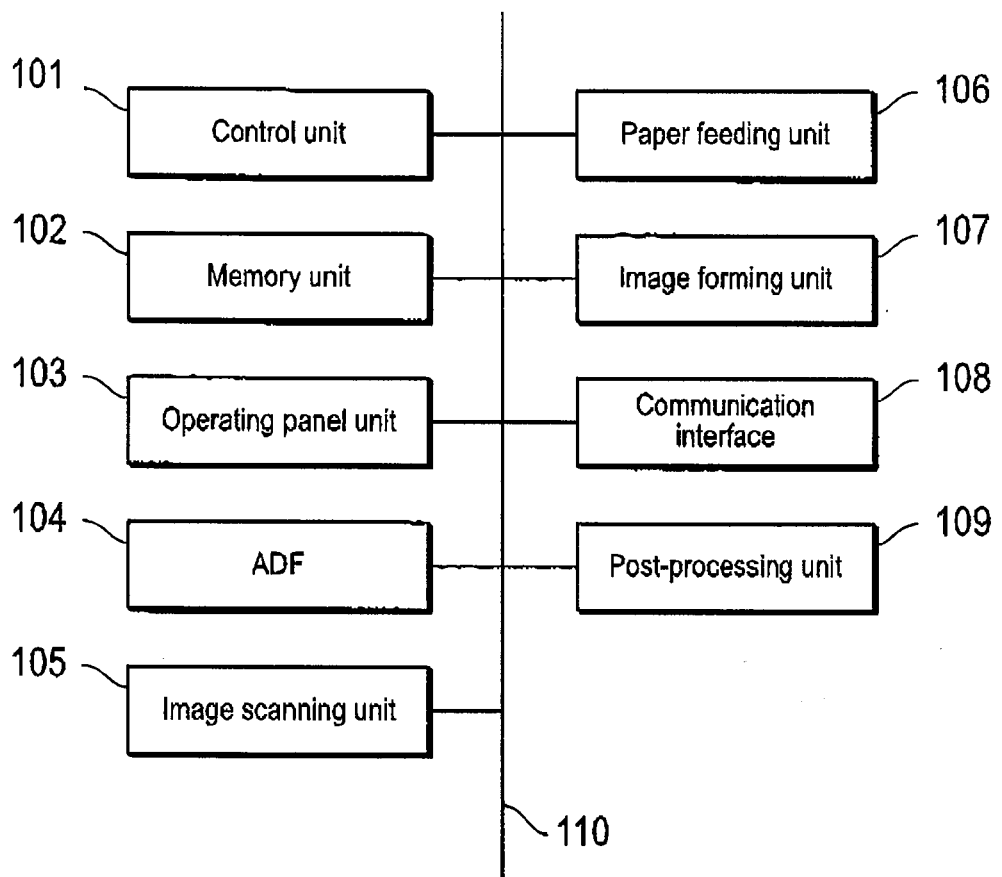 101
Control unit
106
Paper feeding unit
102
Memory unit
107
Image forming unit
103
Operating panel unit
108
Communication
interface
104
ADF
109
Post-processing unit
105
Image scanning unit
110